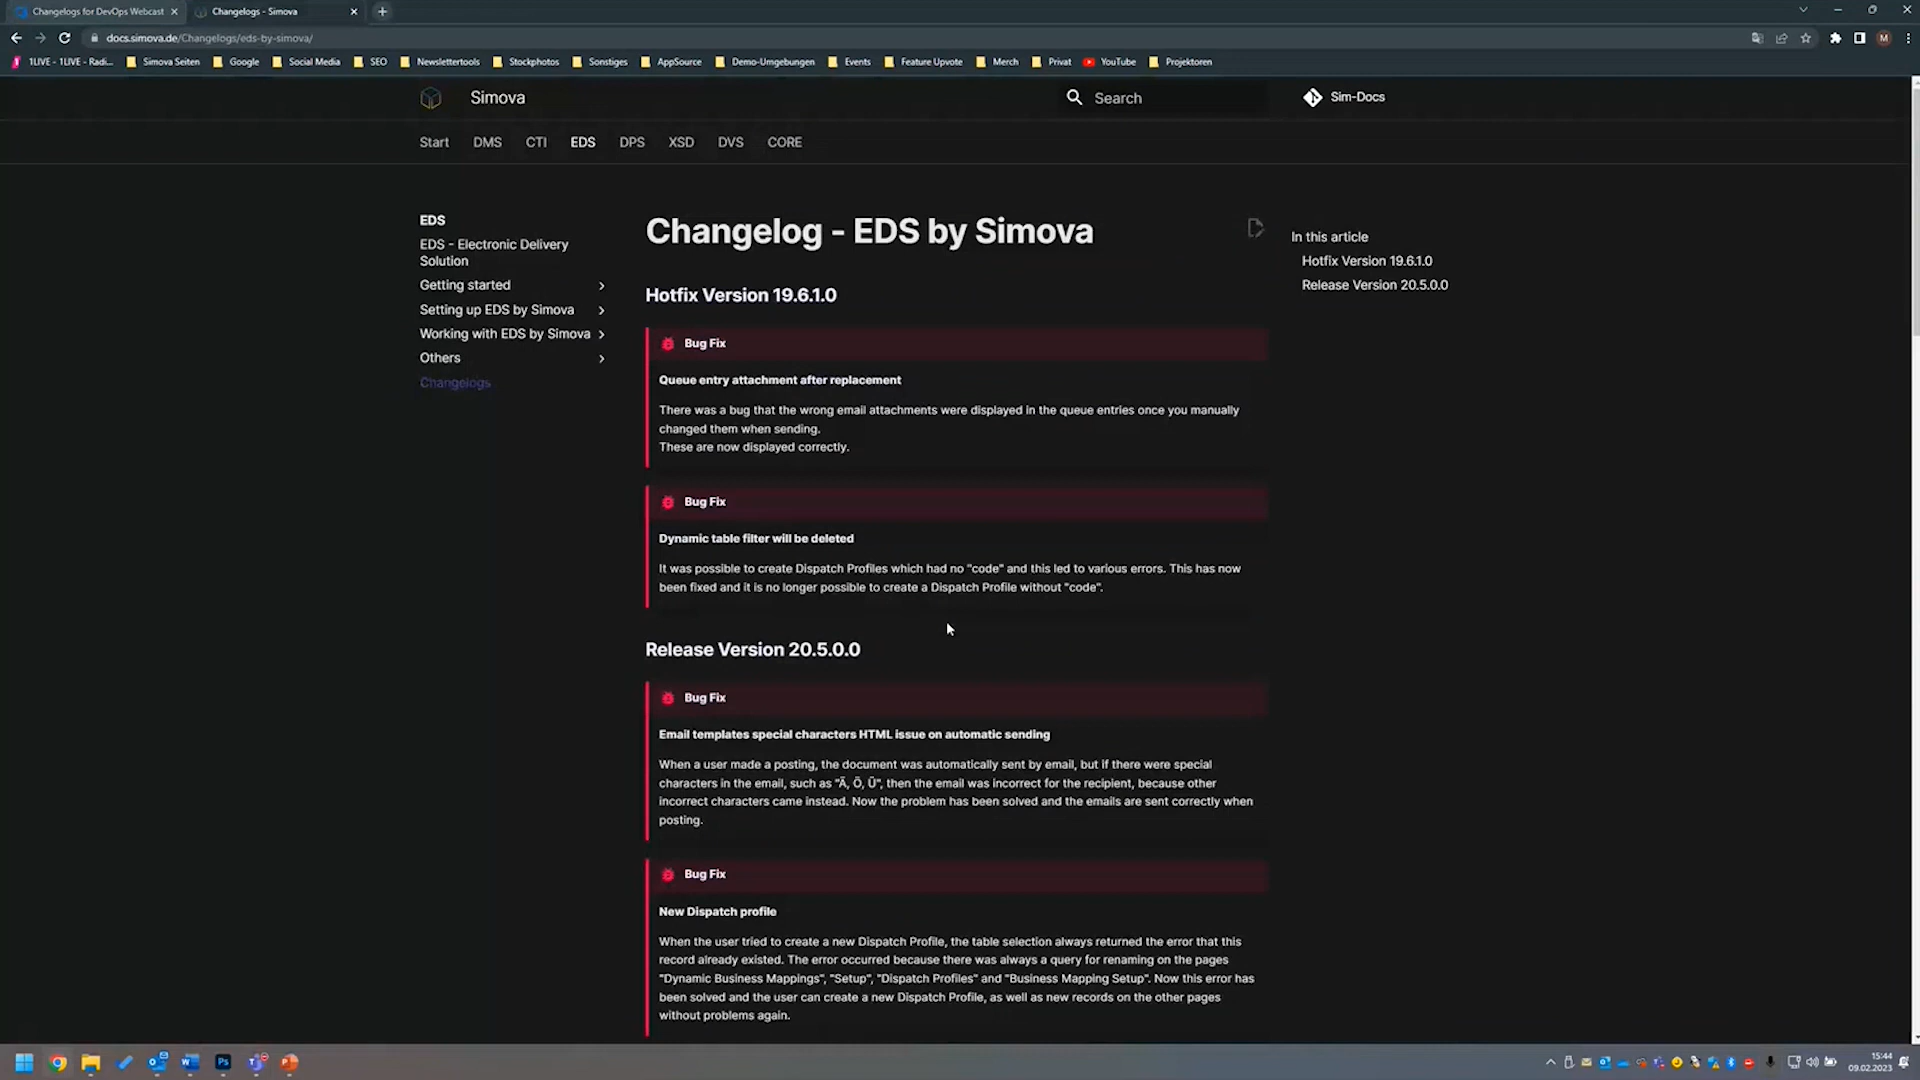 Changelogs for DevOps Webcast
Changelogs - Simova
docs.simova.de/Changelogs/eds-by-simova/
1LIVE - 1LIVE - Radi...
Simova Seiten
Google
Social Media
SEO
Newslettertools
Stockphotos
Sonstiges
AppSource
Demo-Umgebungen
Events
Feature Upvote
Merch
Privat
YouTube
Projektoren
M
Simova
Search
Sim-Docs
Start
DMS
CTI
EDS
DPS
XSD
DVS
CORE
EDS
EDS - Electronic Delivery
Solution
Getting started
Setting up EDS by Simova
Working with EDS by Simova
Others
Changelogs
Changelog - EDS by Simova
Hotfix Version 19.6.1.0
Bug Fix
Queue entry attachment after replacement
There was a bug that the wrong email attachments were displayed in the queue entries once you manually
changed them when sending.
These are now displayed correctly.
Bug Fix
Dynamic table filter will be deleted
It was possible to create Dispatch Profiles which had no "code" and this led to various errors. This has now
been fixed and it is no longer possible to create a Dispatch Profile without "code".
Release Version 20.5.0.0
Bug Fix
Email templates special characters HTML issue on automatic sending
When a user made a posting, the document was automatically sent by email, but if there were special
characters in the email, such as "Ä, Ö, Ü", then the email was incorrect for the recipient, because other
incorrect characters came instead. Now the problem has been solved and the emails are sent correctly when
posting.
Bug Fix
New Dispatch profile
When the user tried to create a new Dispatch Profile, the table selection always returned the error that this
record already existed. The error occurred because there was always a query for renaming on the pages
"Dynamic Business Mappings", "Setup", "Dispatch Profiles" and "Business Mapping Setup". Now this error has
been solved and the user can create a new Dispatch Profile, as well as new records on the other pages
without problems again.
In this article
Hotfix Version 19.6.1.0
Release Version 20.5.0.0
Ps
15:44
09.02.2023